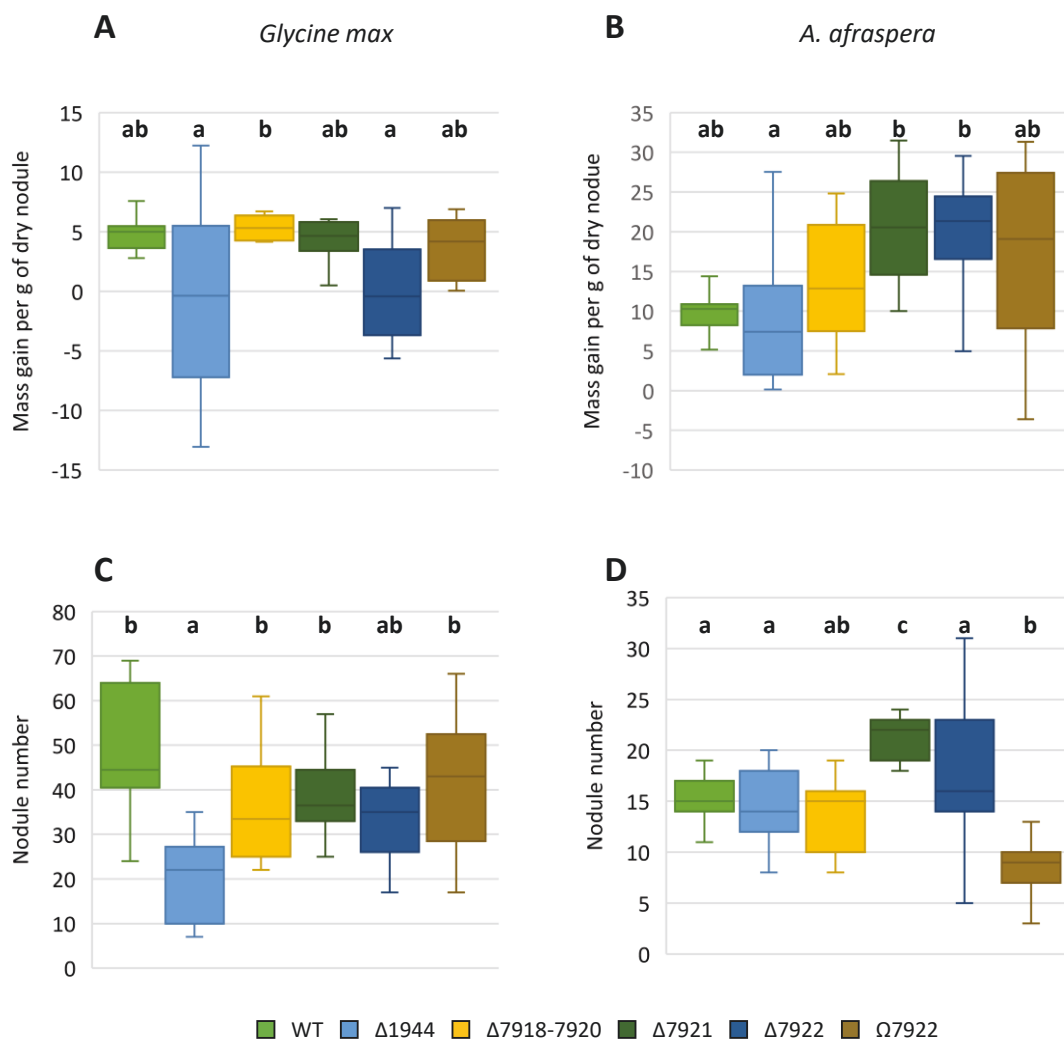 A Glycine max
B A. afraspera
Mass gain per g of dry nodule
15
10
5
0
-5
-10
-15
ab a b ab a ab
Mass gain per g of dry nodue
35
30
25
20
15
10
5
0
-5
-10
ab a ab b b ab
C
Nodule number
80
70
60
50
40
30
20
10
0
b a b b ab b
D
Nodule number
35
30
25
20
15
10
5
0
a a ab c a b
WT Δ1944 Δ7918-7920 Δ7921 Δ7922 Ω7922